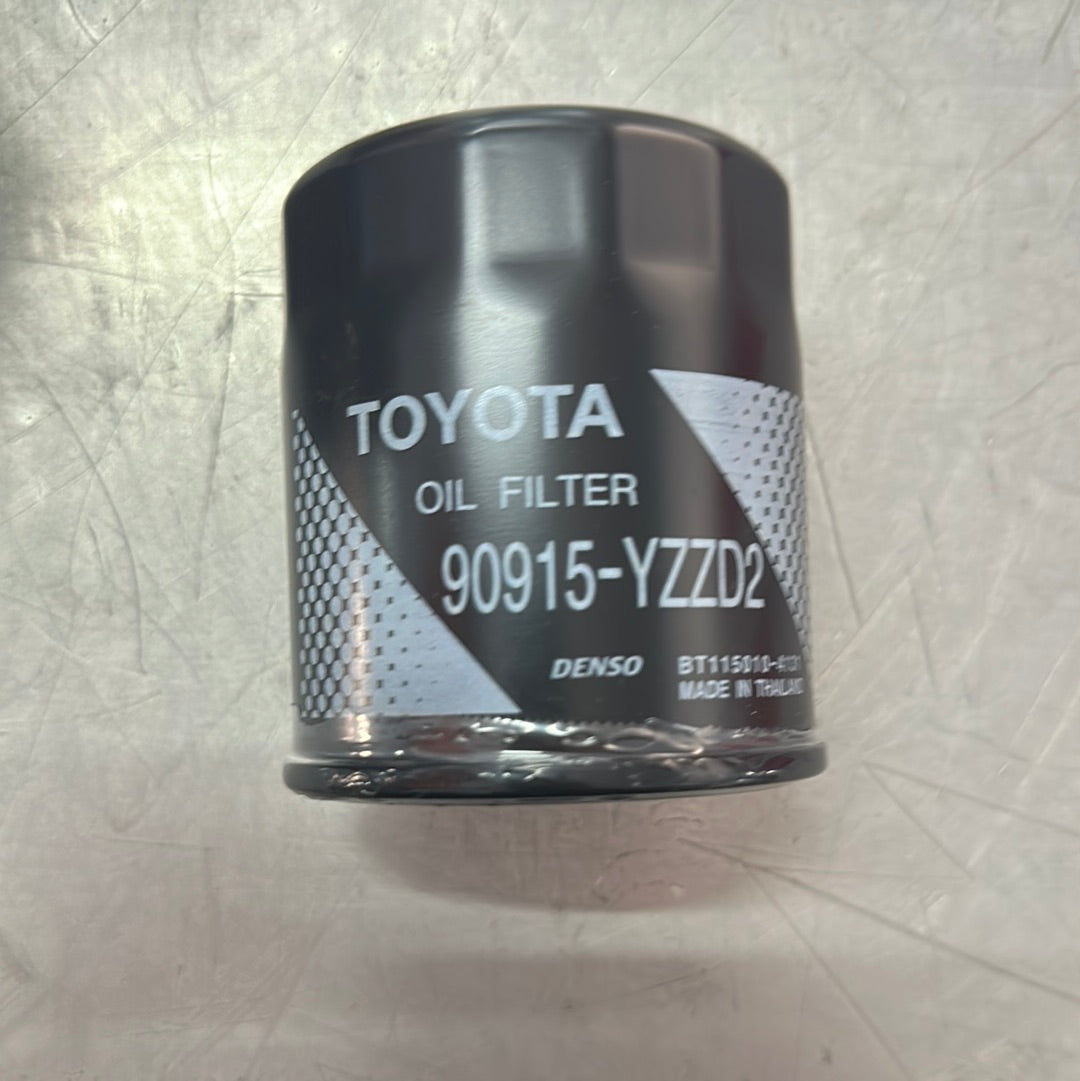 TOYOTA
OIL FILTER
90915-YZZD2
DENSO
MADE IN THAILAND